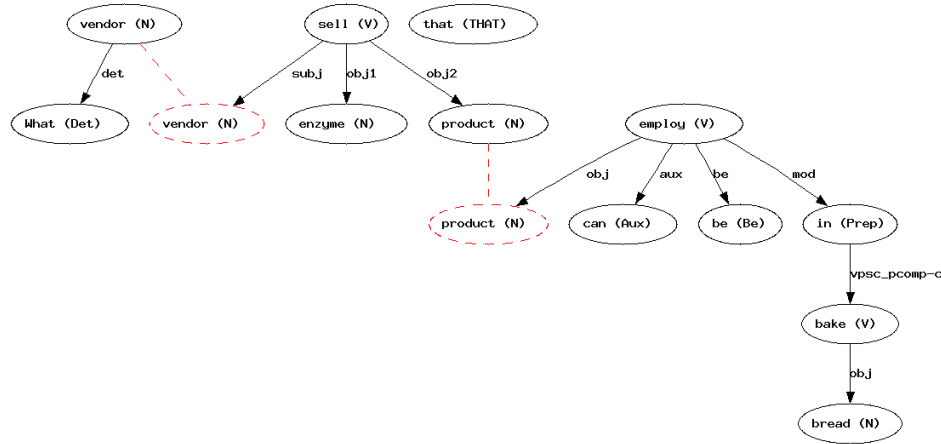 vendor (N) sell (V) that (THAT)
det subj obj1 obj2
What (Det) vendor (N) enzyme (N) product (N) employ (V)
obj aux be mod
product (N) can (Aux) be (Be) in (Prep)
vpsc_pcomp-c
bake (V)
obj
bread (N)